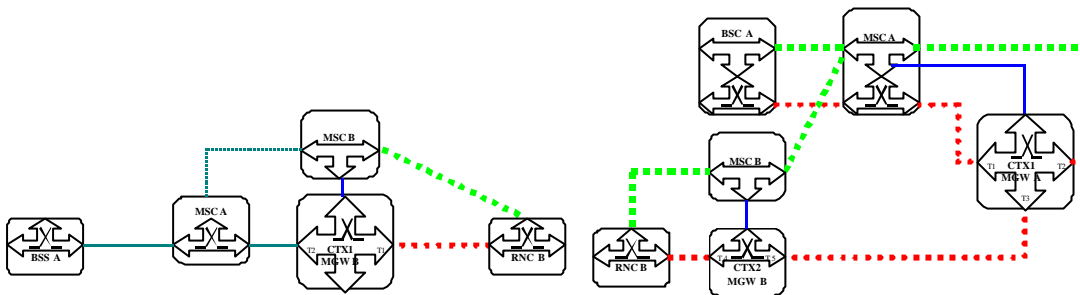 BSS A
MSC A
MSC B
T2
T1
CTX1
MGW B
RNC B
BSC A
MSC A
MSC B
T1
T2
CTX1
MGW A
T3
RNC B
T4
T5
CTX2
MGW B